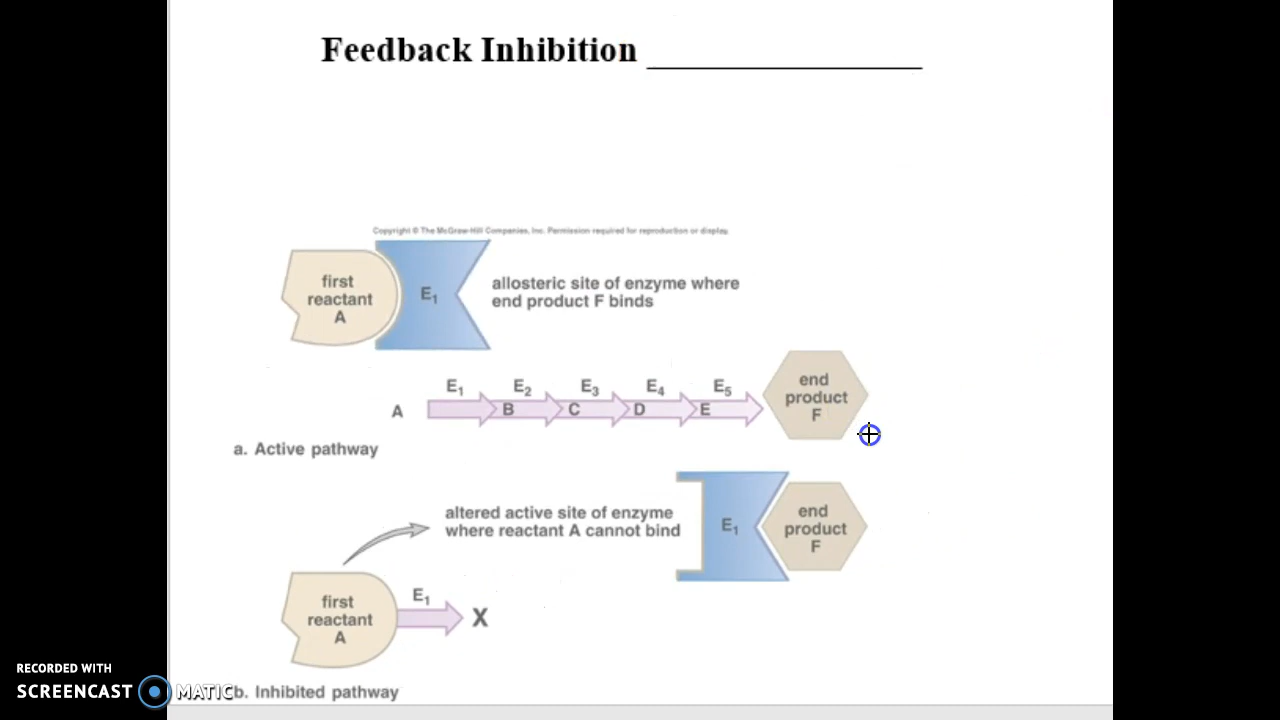 Feedback Inhibition _______________
Copyright © The McGraw-Hill Companies, Inc. Permission required for reproduction or display.
first
reactant
A
E₁
allosteric site of enzyme where
end product F binds
E₁ E₂ E₃ E₄ E₅
A B C D E
end
product
F
a. Active pathway
altered active site of enzyme
where reactant A cannot bind
E₁
end
product
F
first
reactant
A
E₁
X
b. Inhibited pathway
RECORDED WITH
SCREENCAST MATIC